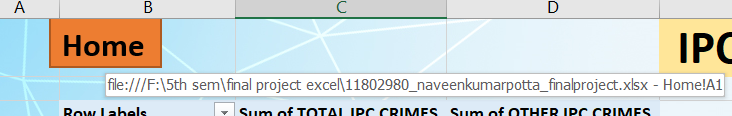 A B C D
Home
IPC
file:///F:\5th sem\final project excel\11802980_naveenkumarpotta_finalproject.xlsx - Home!A1
Row Labels Sum of TOTAL IPC CRIMES Sum of OTHER IPC CRIMES